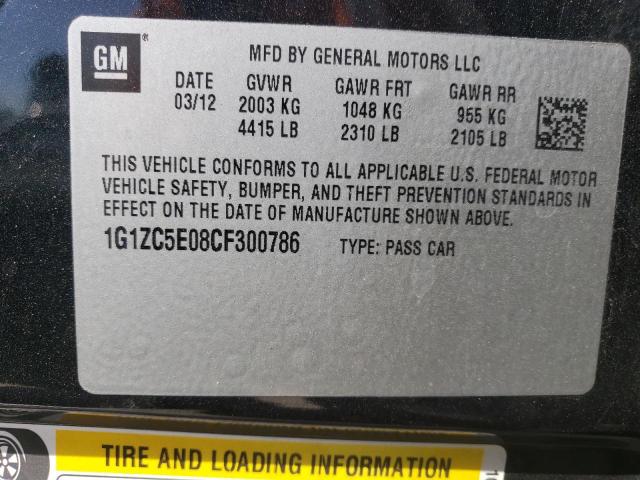 GM ®
MFD BY GENERAL MOTORS LLC
DATE GVWR GAWR FRT GAWR RR
03/12 2003 KG 1048 KG 955 KG
4415 LB 2310 LB 2105 LB
THIS VEHICLE CONFORMS TO ALL APPLICABLE U.S. FEDERAL MOTOR
VEHICLE SAFETY, BUMPER, AND THEFT PREVENTION STANDARDS IN
EFFECT ON THE DATE OF MANUFACTURE SHOWN ABOVE.
1G1ZC5E08CF300786 TYPE: PASS CAR
TIRE AND LOADING INFORMATION